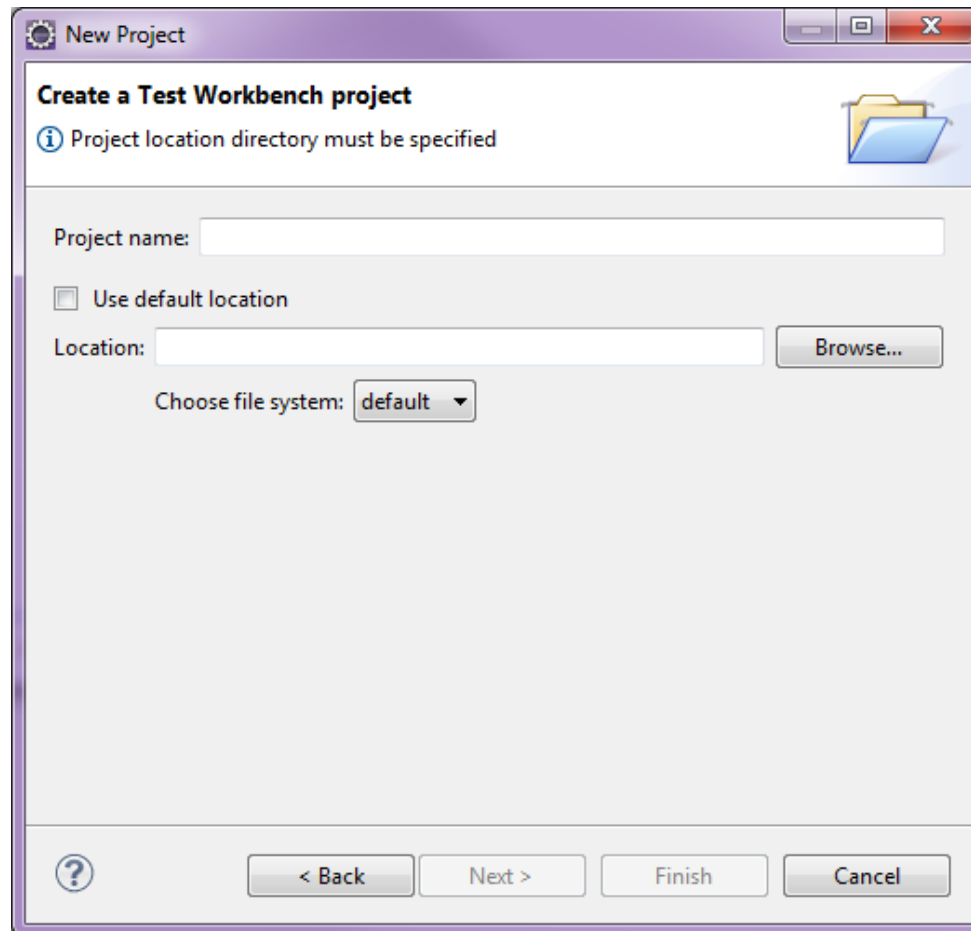 New Project
Create a Test Workbench project
Project location directory must be specified
Project name:
Use default location
Location:
Browse...
Choose file system: default
< Back Next > Finish Cancel